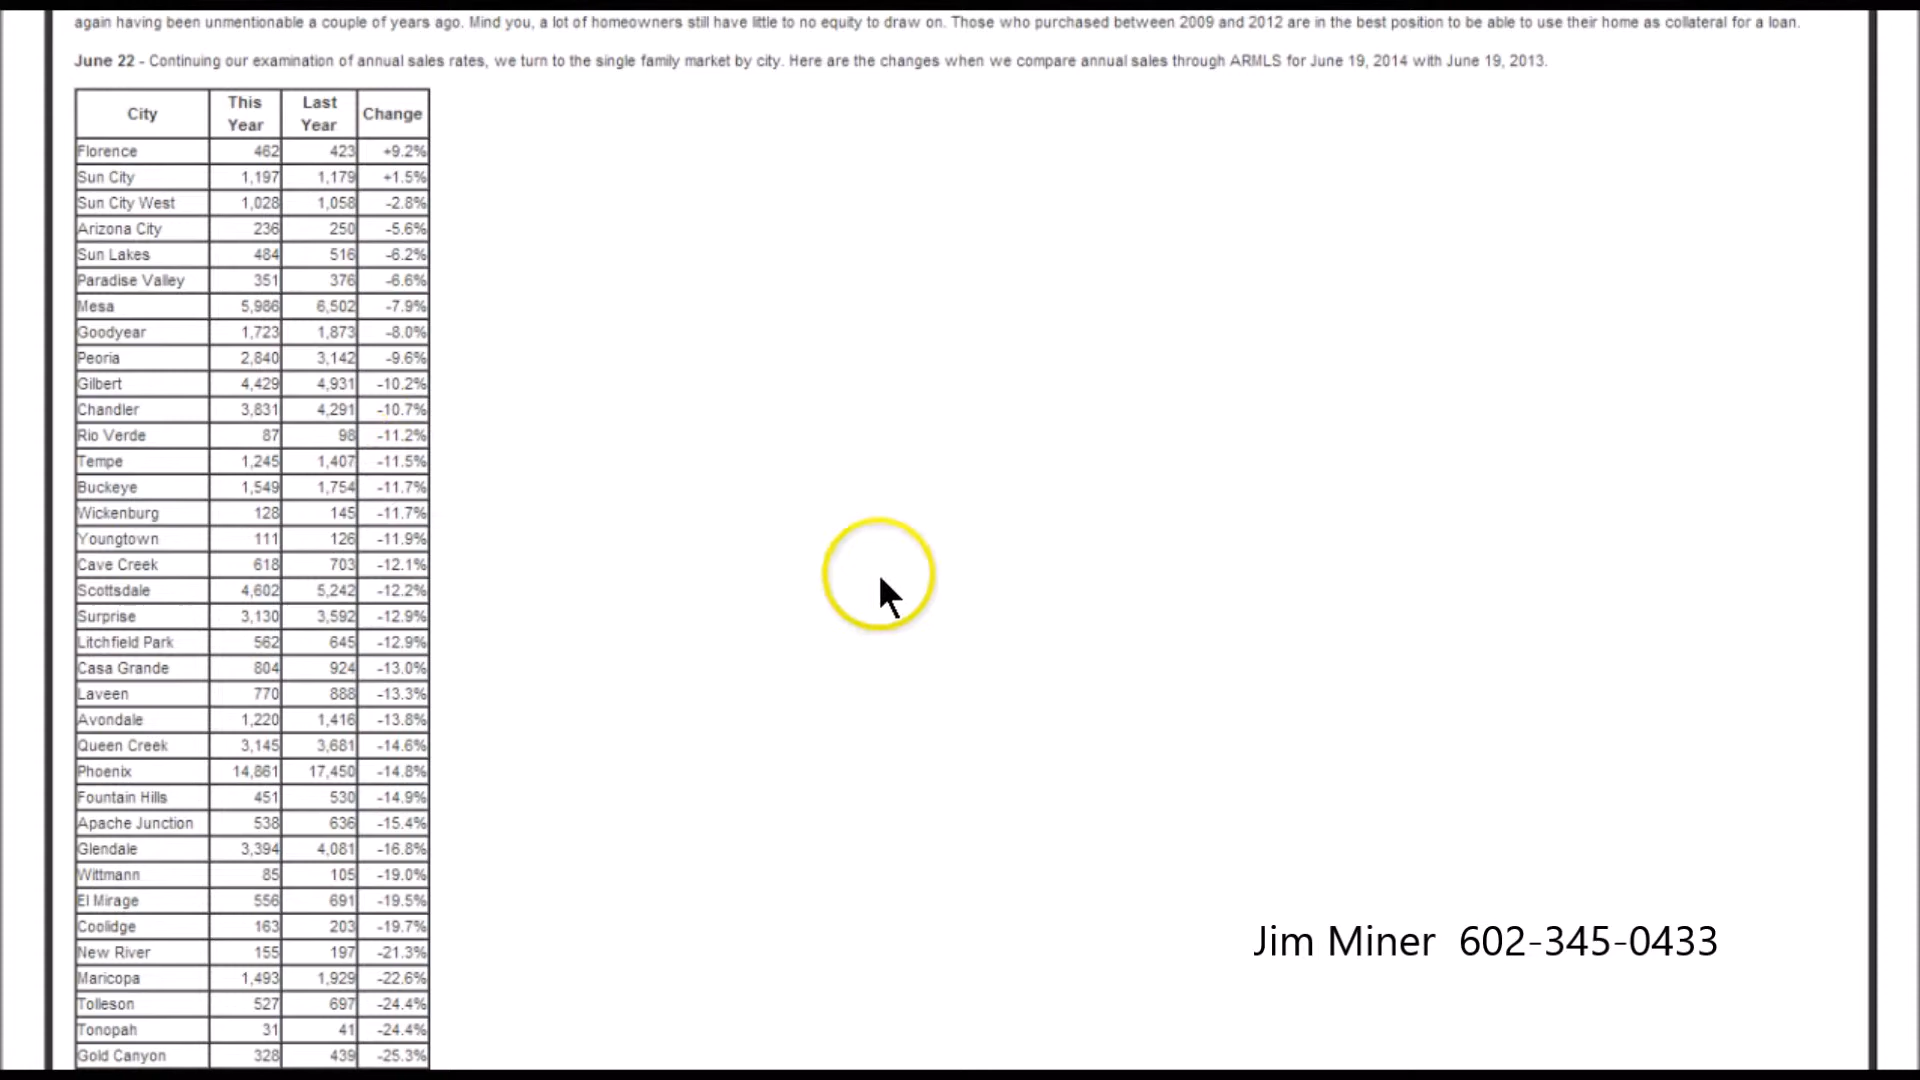 again having been unmentionable a couple of years ago. Mind you, a lot of homeowners still have little to no equity to draw on. Those who purchased between 2009 and 2012 are in the best position to be able to use their home as collateral for a loan.
June 22 - Continuing our examination of annual sales rates, we turn to the single family market by city. Here are the changes when we compare annual sales through ARMLS for June 19, 2014 with June 19, 2013.
City This Year Last Year Change
Florence 462 423 +9.2%
Sun City 1,197 1,179 +1.5%
Sun City West 1,028 1,058 -2.8%
Arizona City 236 250 -5.6%
Sun Lakes 484 516 -6.2%
Paradise Valley 351 376 -6.6%
Mesa 5,986 6,502 -7.9%
Goodyear 1,723 1,873 -8.0%
Peoria 2,840 3,142 -9.6%
Gilbert 4,429 4,931 -10.2%
Chandler 3,831 4,291 -10.7%
Rio Verde 87 98 -11.2%
Tempe 1,245 1,407 -11.5%
Buckeye 1,549 1,754 -11.7%
Wickenburg 128 145 -11.7%
Youngtown 111 126 -11.9%
Cave Creek 618 703 -12.1%
Scottsdale 4,602 5,242 -12.2%
Surprise 3,130 3,592 -12.9%
Litchfield Park 562 645 -12.9%
Casa Grande 804 924 -13.0%
Laveen 770 888 -13.3%
Avondale 1,220 1,416 -13.8%
Queen Creek 3,145 3,681 -14.6%
Phoenix 14,861 17,450 -14.8%
Fountain Hills 451 530 -14.9%
Apache Junction 538 636 -15.4%
Glendale 3,394 4,081 -16.8%
Wittmann 85 105 -19.0%
El Mirage 556 691 -19.5%
Coolidge 163 203 -19.7%
New River 155 197 -21.3%
Maricopa 1,493 1,929 -22.6%
Tolleson 527 697 -24.4%
Tonopah 31 41 -24.4%
Gold Canyon 328 439 -25.3%
Jim Miner 602-345-0433